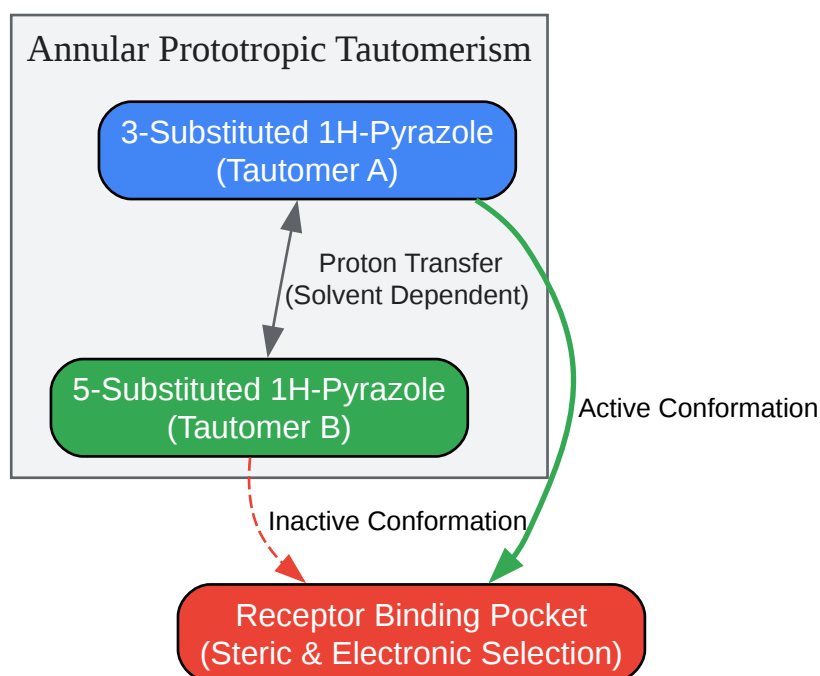 Annular Prototropic Tautomerism
3-Substituted 1H-Pyrazole
(Tautomer A)
Proton Transfer
(Solvent Dependent)
5-Substituted 1H-Pyrazole
(Tautomer B)
Active Conformation
Inactive Conformation
Receptor Binding Pocket
(Steric & Electronic Selection)